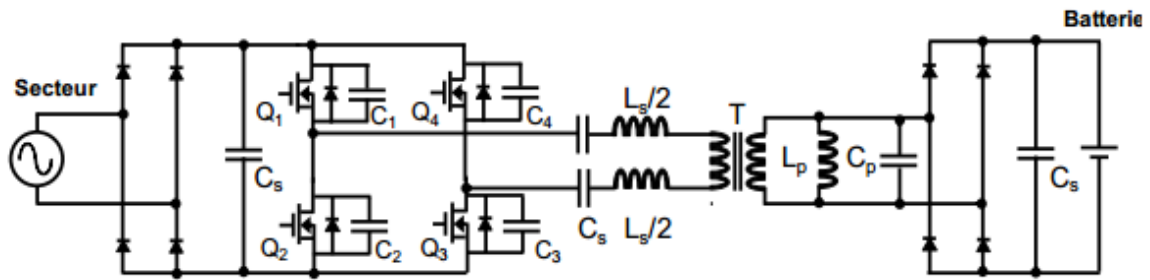 Batterie
Secteur
Q1
C1
Q4
C4
Ls/2
T
Lp
Cp
Cs
Cs
Q2
C2
Q3
C3
Cs
Ls/2